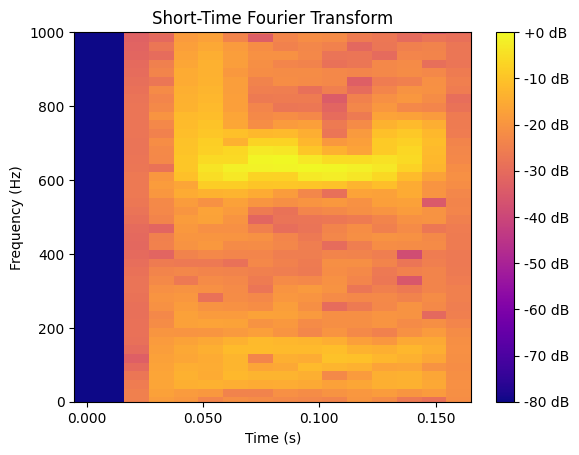 Short-Time Fourier Transform
1000
800
600
400
200
0
Frequency (Hz)
0.000
0.050
0.100
0.150
Time (s)
+0 dB
-10 dB
-20 dB
-30 dB
-40 dB
-50 dB
-60 dB
-70 dB
-80 dB